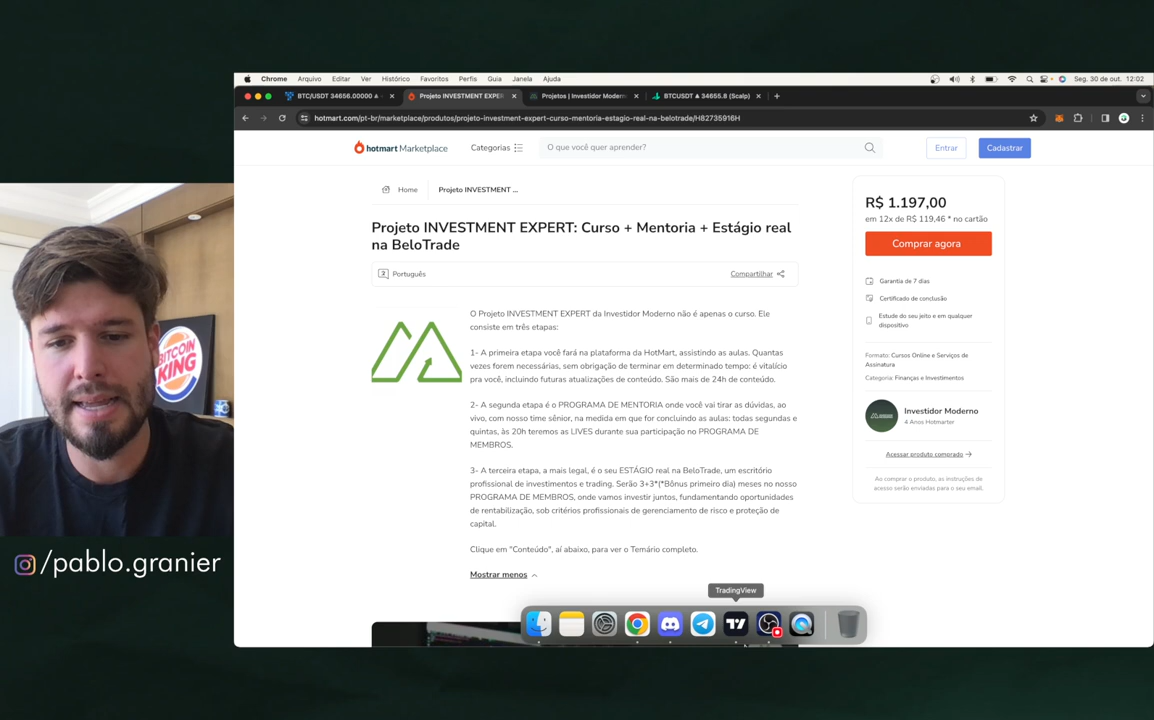 Chrome Arquivo Editar Ver Histórico Favoritos Perfis Guia Janela Ajuda
Seg. 30 de out. 12:02
BTC/USDT 34656.00000
Projeto INVESTMENT EXPER
Projetos | Investidor Modern
BTCUSDT ▲ 34655.8 (Scalp)
hotmart.com/pt-br/marketplace/produtos/projeto-investment-expert-curso-mentoria-estagio-real-na-belotrade/H82735916H
hotmart Marketplace
Categorias
O que você quer aprender?
Entrar
Cadastrar
Home
Projeto INVESTMENT ...
Projeto INVESTMENT EXPERT: Curso + Mentoria + Estágio real
na BeloTrade
Português
Compartilhar
O Projeto INVESTMENT EXPERT da Investidor Moderno não é apenas o curso. Ele
consiste em três etapas:
1- A primeira etapa você fará na plataforma da HotMart, assistindo as aulas. Quantas
vezes forem necessárias, sem obrigação de terminar em determinado tempo: é vitalício
pra você, incluindo futuras atualizações de conteúdo. São mais de 24h de conteúdo.
2- A segunda etapa é o PROGRAMA DE MENTORIA onde você vai tirar as dúvidas, ao
vivo, com nosso time sênior, na medida em que for concluindo as aulas: todas segundas e
quintas, às 20h teremos as LIVES durante sua participação no PROGRAMA DE
MEMBROS.
3- A terceira etapa, a mais legal, é o seu ESTÁGIO real na BeloTrade, um escritório
profissional de investimentos e trading. Serão 3+3*(*Bônus primeiro dia) meses no nosso
PROGRAMA DE MEMBROS, onde vamos investir juntos, fundamentando oportunidades
de rentabilização, sob critérios profissionais de gerenciamento de risco e proteção de
capital.
Clique em "Conteúdo", aí abaixo, para ver o Temário completo.
Mostrar menos
R$ 1.197,00
em 12x de R$ 119,46 * no cartão
Comprar agora
Garantia de 7 dias
Certificado de conclusão
Estude do seu jeito e em qualquer
dispositivo
Formato: Cursos Online e Serviços de
Assinatura
Categoria: Finanças e Investimentos
Investidor Moderno
4 Anos Hotmarter
Acessar produto comprado
Ao comprar o produto, as instruções de
acesso serão enviadas para o seu email.
TradingView
BITCOIN
KING
/pablo.granier